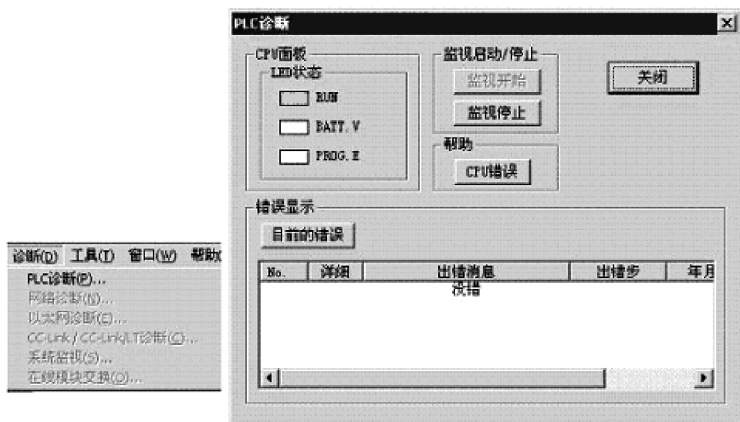 诊断(D) 工具(T) 窗口(W) 帮助(
PLC诊断(P)...
网络诊断(N)...
以太网诊断(E)...
CC-Link / CC-Link/LT诊断(C)...
系统监视(S)...
在线模块交换(O)...
PLC诊断
CPU面板
LED状态
RUN
BATT. V
PROG. E
监视启动/停止
监视开始
监视停止
帮助
CPU错误
关闭
错误显示
目前的错误
No. 详细 出错消息 出错步 年月
没错